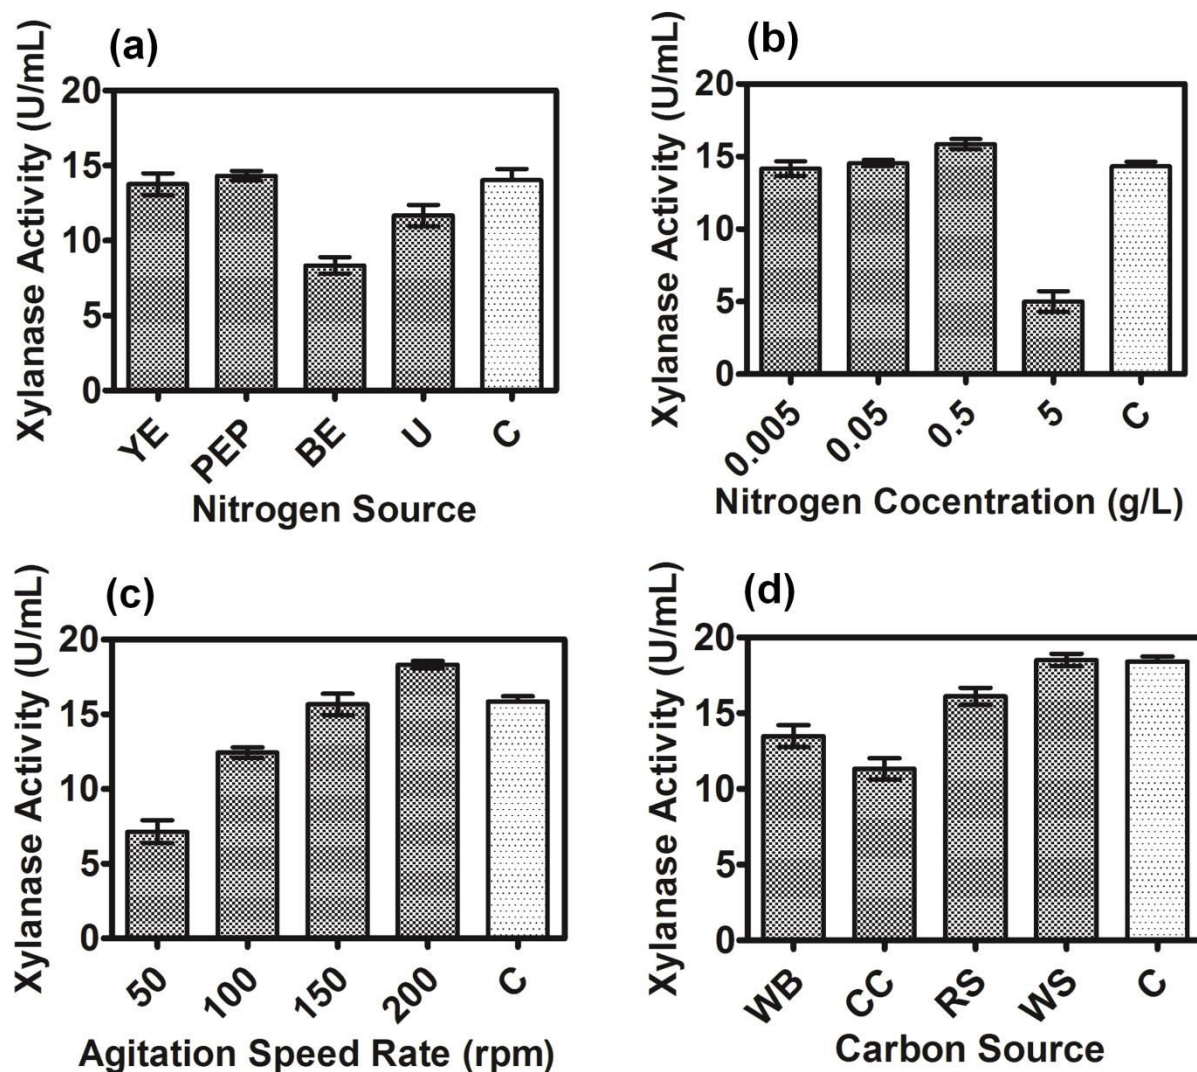 (a)
Xylanase Activity (U/mL)
20
15
10
5
0
YE PEP BE U C
Nitrogen Source
(b)
Xylanase Activity (U/mL)
20
15
10
5
0
0.005 0.05 0.5 5 C
Nitrogen Cocentration (g/L)
(c)
Xylanase Activity (U/mL)
20
15
10
5
0
50 100 150 200 C
Agitation Speed Rate (rpm)
(d)
Xylanase Activity (U/mL)
20
15
10
5
0
WB CC RS WS C
Carbon Source